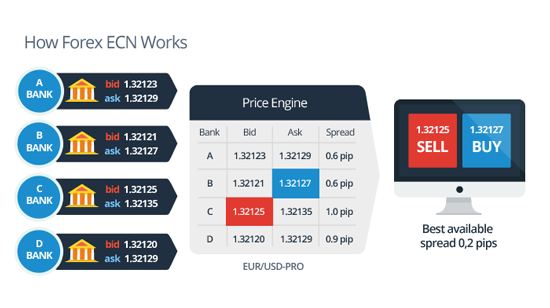 How Forex ECN Works
A
BANK
bid 1.32123
ask 1.32129
B
BANK
bid 1.32121
ask 1.32127
C
BANK
bid 1.32125
ask 1.32135
D
BANK
bid 1.32120
ask 1.32129
Price Engine
Bank Bid Ask Spread
A 1.32123 1.32129 0.6 pip
B 1.32121 1.32127 0.6 pip
C 1.32125 1.32135 1.0 pip
D 1.32120 1.32129 0.9 pip
EUR/USD-PRO
1.32125 1.32127
SELL BUY
Best available
spread 0,2 pips